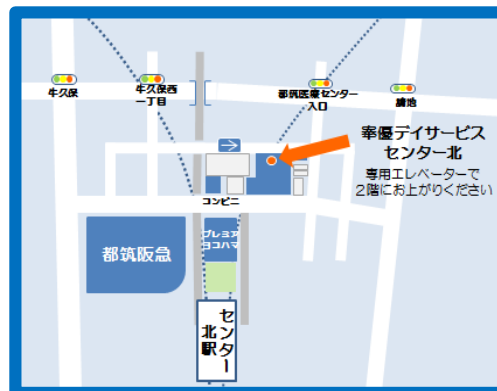 牛久保
牛久保西
一丁目
都筑医療センター
入口
境池
率優デイサービス
センター北
専用エレベーターで
2階にお上がりください
コンビニ
プレミア
ヨコハマ
都筑阪急
センター
北駅